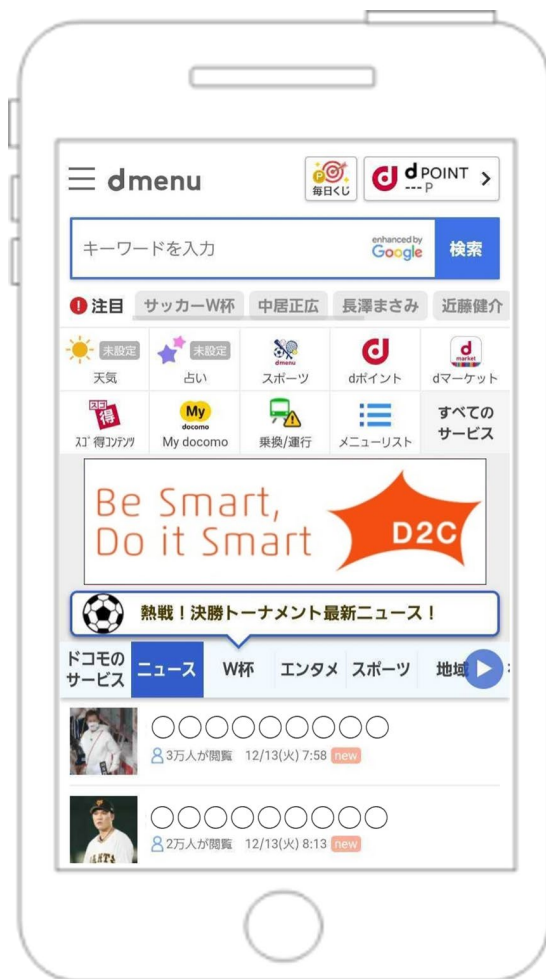 dmenu
毎日くじ
d POINT
--- P
キーワードを入力
enhanced by
Google
検索
注目 サッカーW杯 中居正広 長澤まさみ 近藤健介
未設定 未設定
天気 占い スポーツ dポイント dマーケット
スゴ得コンテンツ My docomo 乗換/運行 メニューリスト すべての
サービス
Be Smart,
Do it Smart
D2C
熱戦！決勝トーナメント最新ニュース！
ドコモの
サービス
ニュース W杯 エンタメ スポーツ 地域
○○○○○○○○○○
3万人が閲覧 12/13(火) 7:58 new
○○○○○○○○○○
2万人が閲覧 12/13(火) 8:13 new